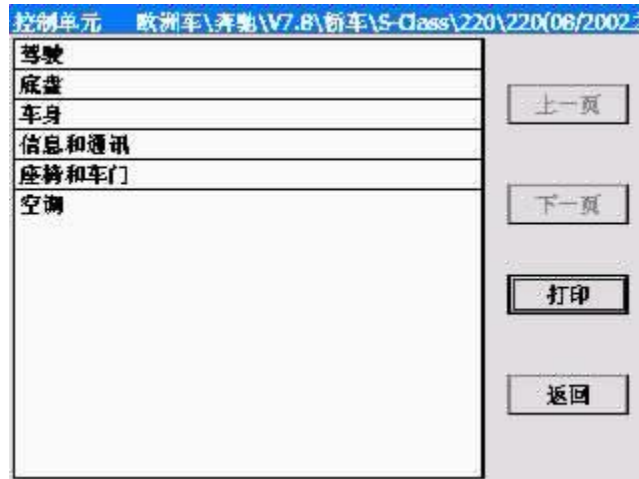 控制单元 欧洲车\奔驰\V7.8\轿车\S-Class\220\220(08/2002
驾驶
底盘
车身
信息和通讯
座椅和车门
空调
上一页
下一页
打印
返回